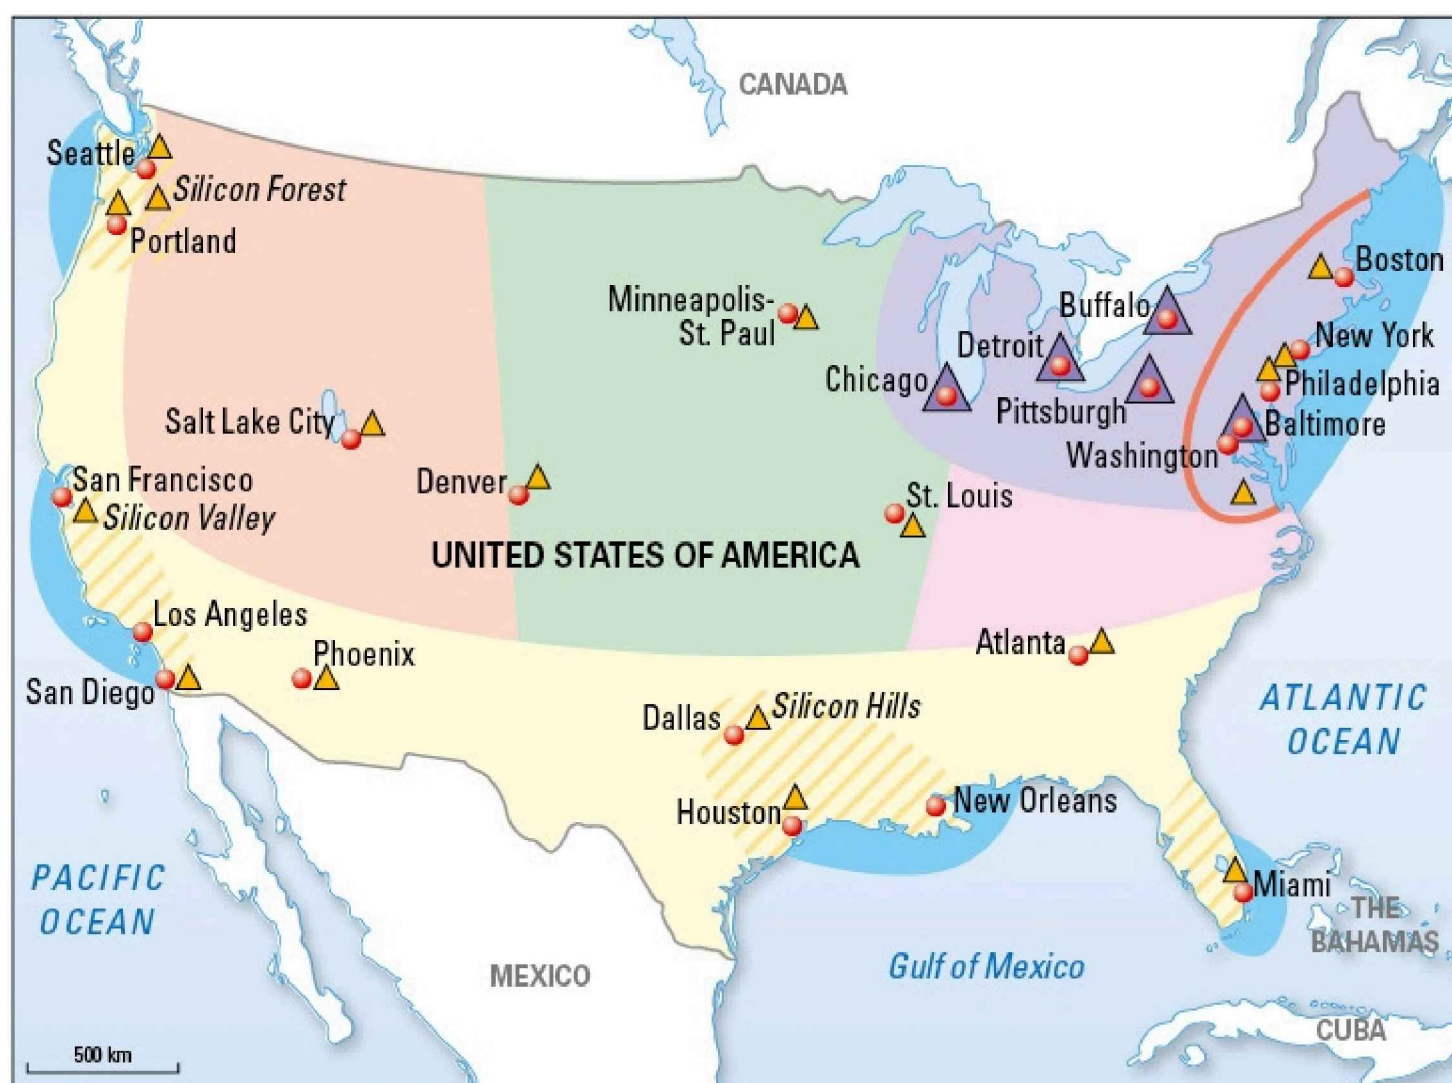 CANADA
Seattle
Silicon Forest
Portland
Boston
Minneapolis-
St. Paul
Buffalo
New York
Detroit
Chicago
Philadelphia
Pittsburgh
Baltimore
Salt Lake City
Washington
San Francisco
Denver
St. Louis
Silicon Valley
UNITED STATES OF AMERICA
Los Angeles
Atlanta
Phoenix
San Diego
Silicon Hills
Dallas
ATLANTIC
OCEAN
Houston
New Orleans
PACIFIC
OCEAN
Miami
THE
BAHAMAS
Gulf of Mexico
MEXICO
CUBA
500 km